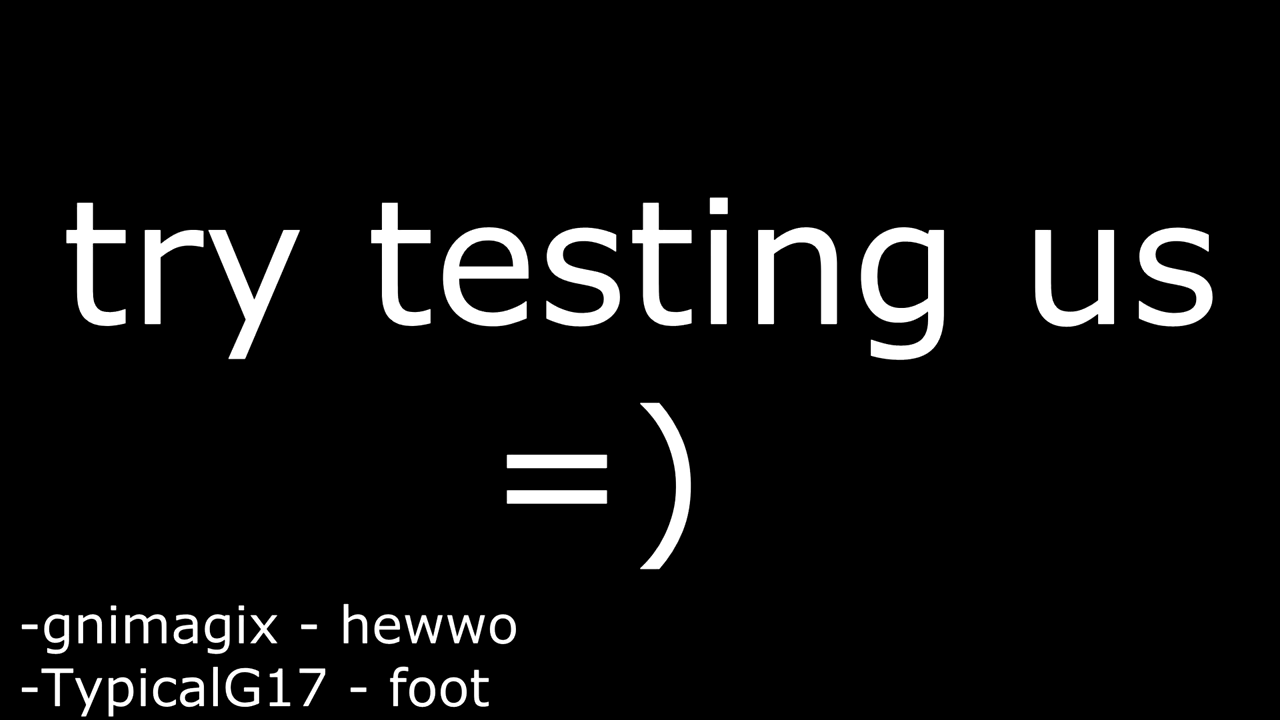 try testing us
=)
-gnimagix - hewwo
-TypicalG17 - foot